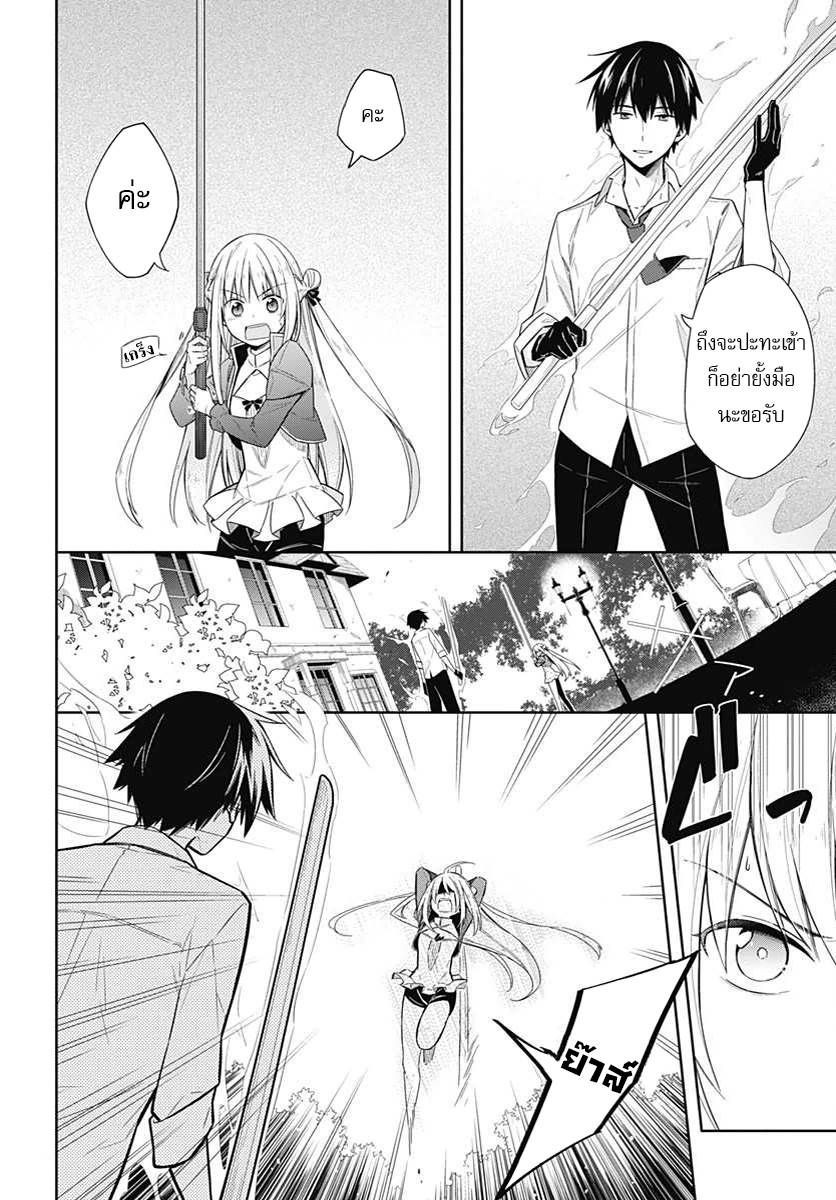 ถึงจะปะทะเข้า
ก็อย่ายั้งมือ
นะขอรับ
คะ
ค่ะ
เกร็ง
ย๊าส์